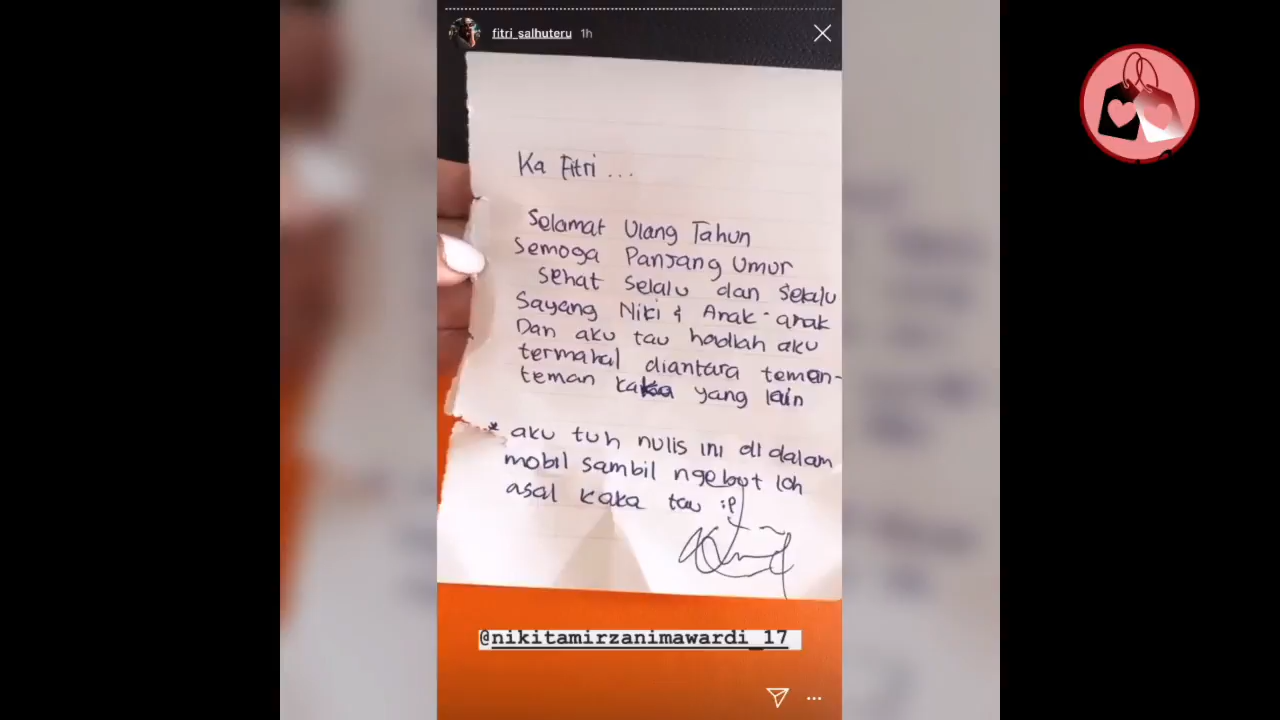 fitri_salhuteru 1h
Ka Fitri ...
Selamat Ulang Tahun
Semoga Panjang Umur
Sehat Selalu dan Selalu
Sayang Niki & Anak-anak
Dan aku tau hadiah aku
termahal diantara teman-
teman kaka yang lain
* aku tuh nulis ini di dalam
mobil sambil ngebut loh
asal kaka tau :p
@nikitamirzanimawardi_17